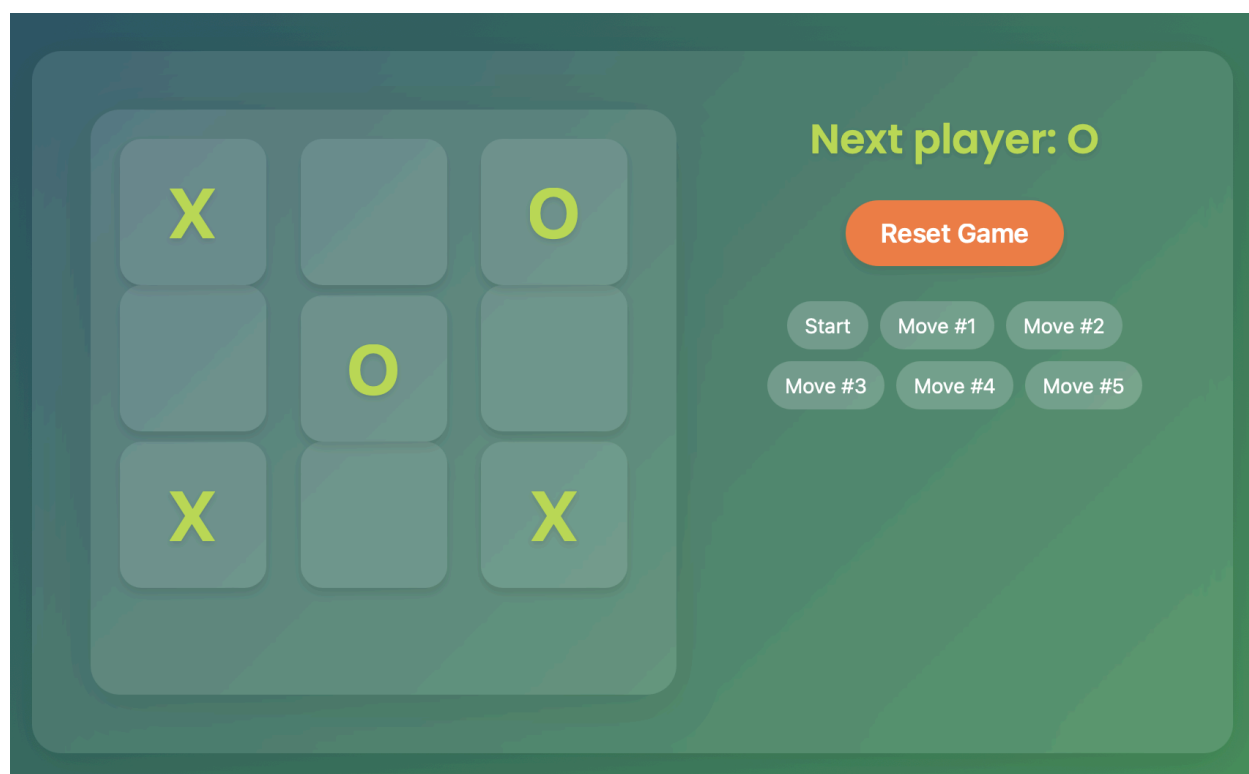 X O
O
X X
Next player: O
Reset Game
Start Move #1 Move #2
Move #3 Move #4 Move #5